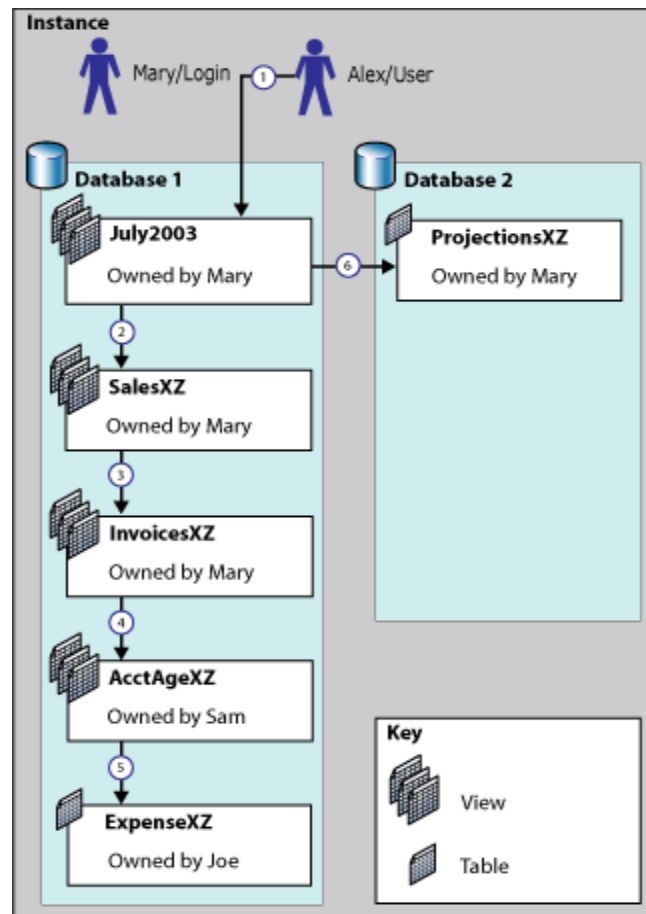 Instance
Mary/Login
1
Alex/User
Database 1
Database 2
July2003
Owned by Mary
6
ProjectionsXZ
Owned by Mary
2
SalesXZ
Owned by Mary
3
InvoicesXZ
Owned by Mary
4
AcctAgeXZ
Owned by Sam
5
ExpenseXZ
Owned by Joe
Key
View
Table